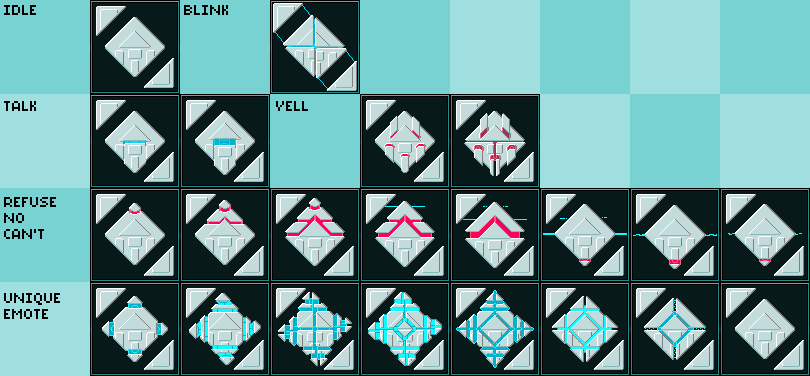 IDLE
BLINK
TALK
YELL
REFUSE
NO
CAN'T
UNIQUE
EMOTE